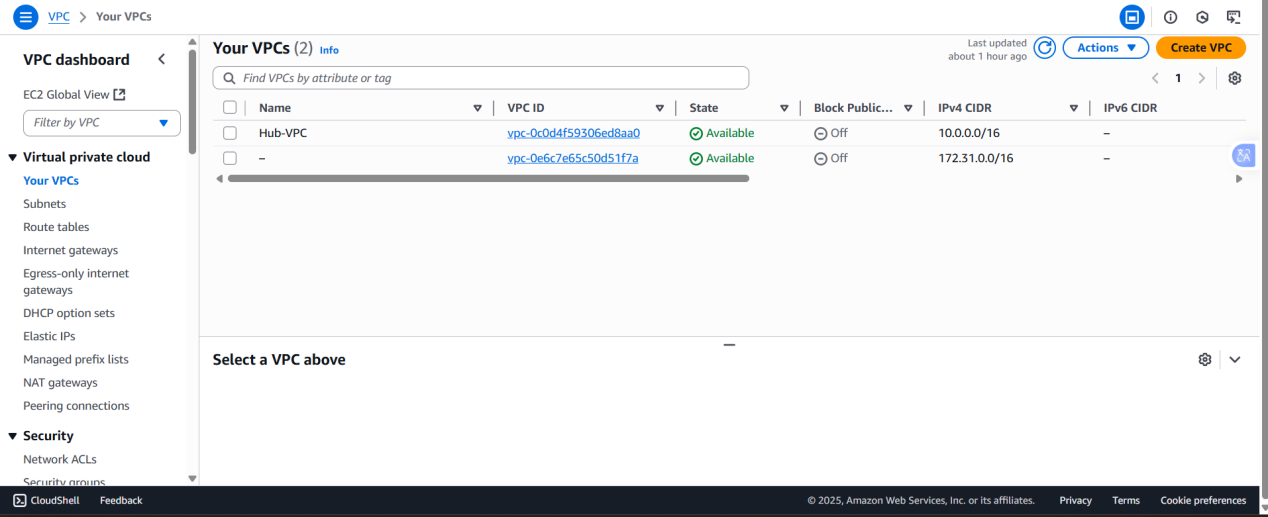 VPC > Your VPCs
VPC dashboard
EC2 Global View
Filter by VPC
Virtual private cloud
Your VPCs
Subnets
Route tables
Internet gateways
Egress-only internet
gateways
DHCP option sets
Elastic IPs
Managed prefix lists
NAT gateways
Peering connections
Security
Network ACLs
Security groups
Your VPCs (2) Info
Last updated
about 1 hour ago
Actions
Create VPC
Find VPCs by attribute or tag
1
Name VPC ID State Block Public... IPv4 CIDR IPv6 CIDR
Hub-VPC vpc-0c0d4f59306ed8aa0 Available Off 10.0.0.0/16 –
– vpc-0e6c7e65c50d51f7a Available Off 172.31.0.0/16 –
Select a VPC above
CloudShell Feedback © 2025, Amazon Web Services, Inc. or its affiliates. Privacy Terms Cookie preferences